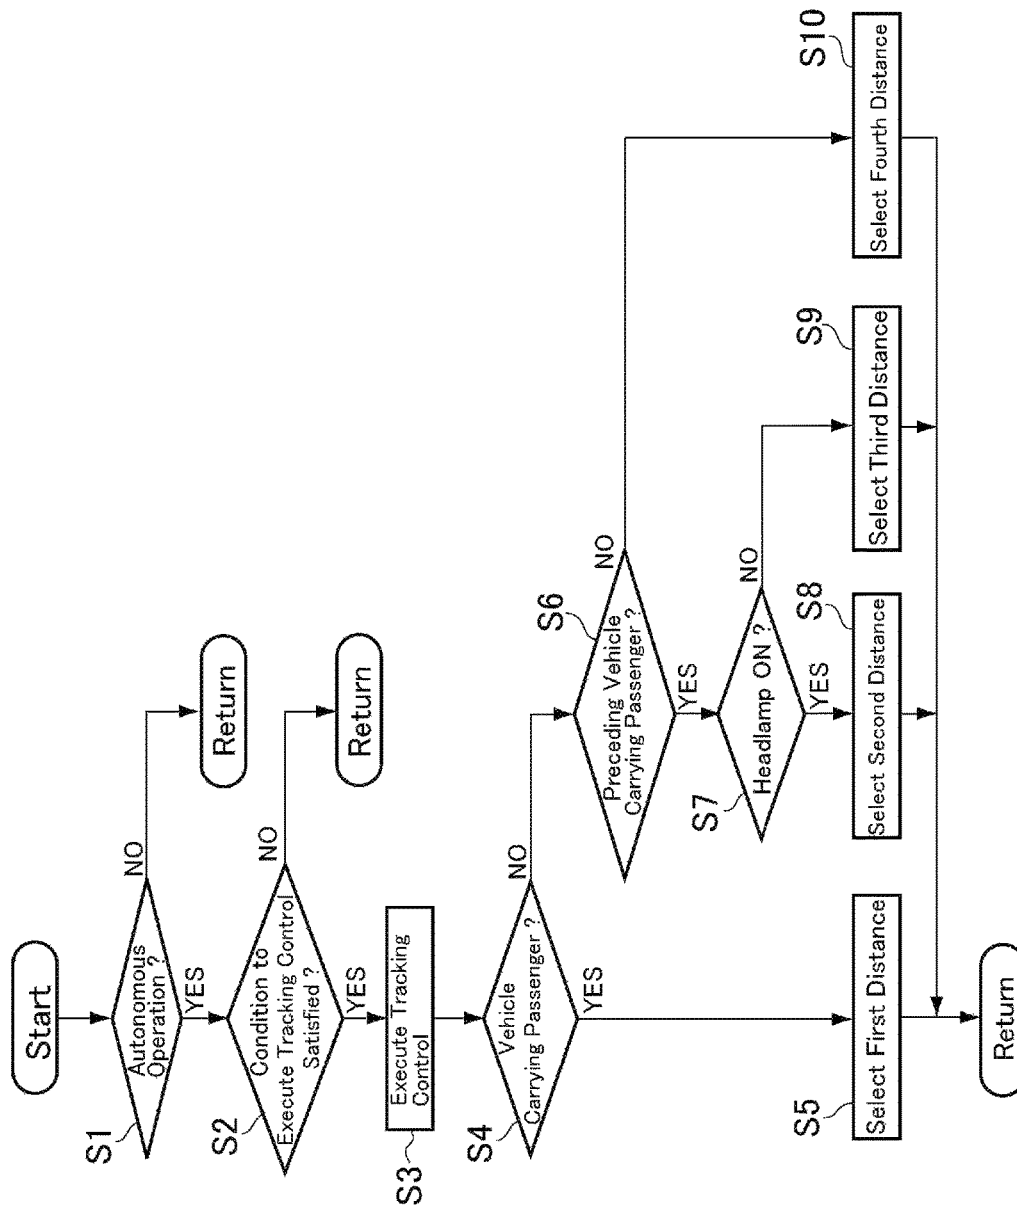 Start
S1
Autonomous
Operation ?
NO
YES
Return
S2
Condition to
Execute Tracking Control
Satisfied ?
NO
YES
Return
S3
Execute Tracking
Control
S4
Vehicle
Carrying Passenger ?
NO
YES
S6
Preceding Vehicle
Carrying Passenger ?
NO
YES
S7
Headlamp ON ?
NO
YES
S5
Select First Distance
S8
Select Second Distance
S9
Select Third Distance
S10
Select Fourth Distance
Return